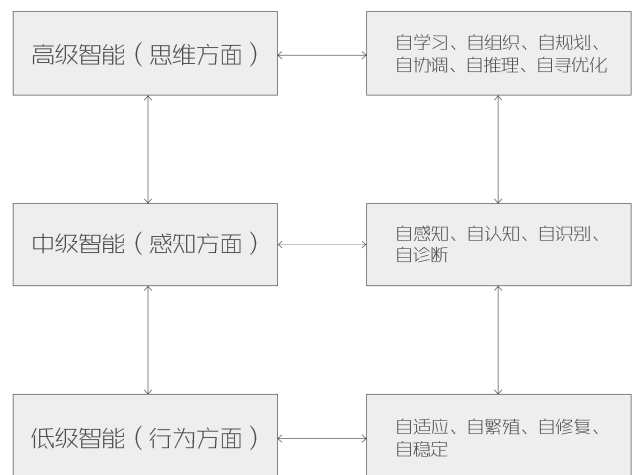 高级智能（思维方面）
自学习、自组织、自规划、
自协调、自推理、自寻优化
中级智能（感知方面）
自感知、自认知、自识别、
自诊断
低级智能（行为方面）
自适应、自繁殖、自修复、
自稳定